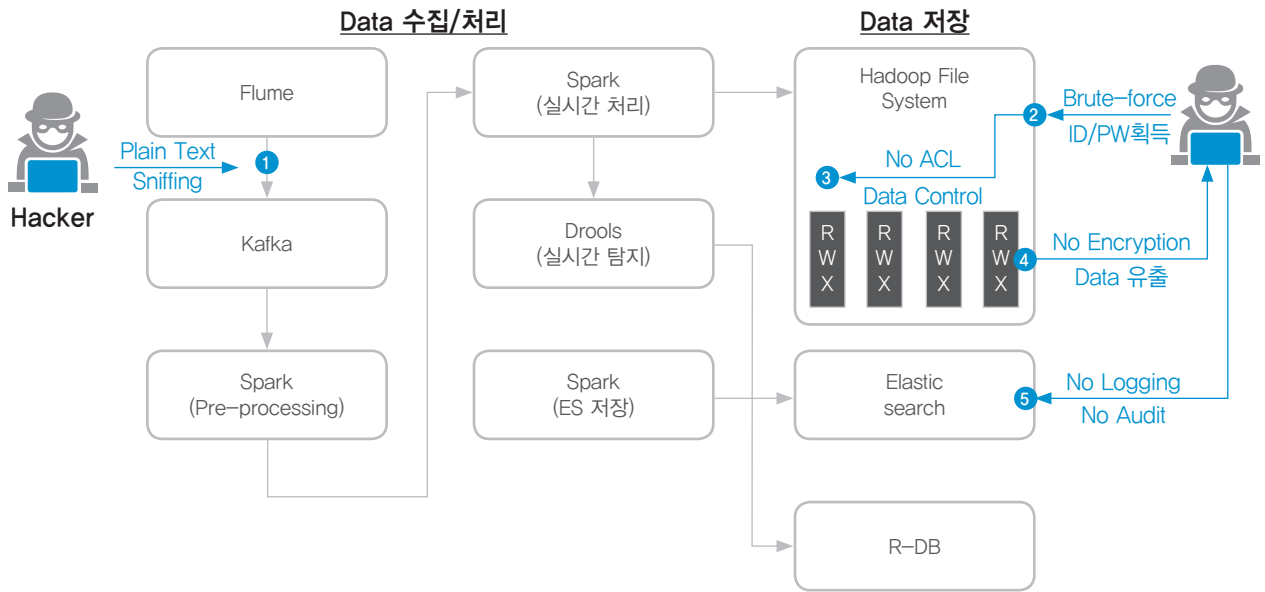 Data 수집/처리
Data 저장
Flume
Spark
(실시간 처리)
Hadoop File
System
Brute-force
ID/PW획득
2
Plain Text
Sniffing
1
Hacker
No ACL
3
Data Control
Kafka
Drools
(실시간 탐지)
R
W
X
R
W
X
R
W
X
R
W
X
4
No Encryption
Data 유출
Spark
(Pre-processing)
Spark
(ES 저장)
Elastic
search
5
No Logging
No Audit
R-DB